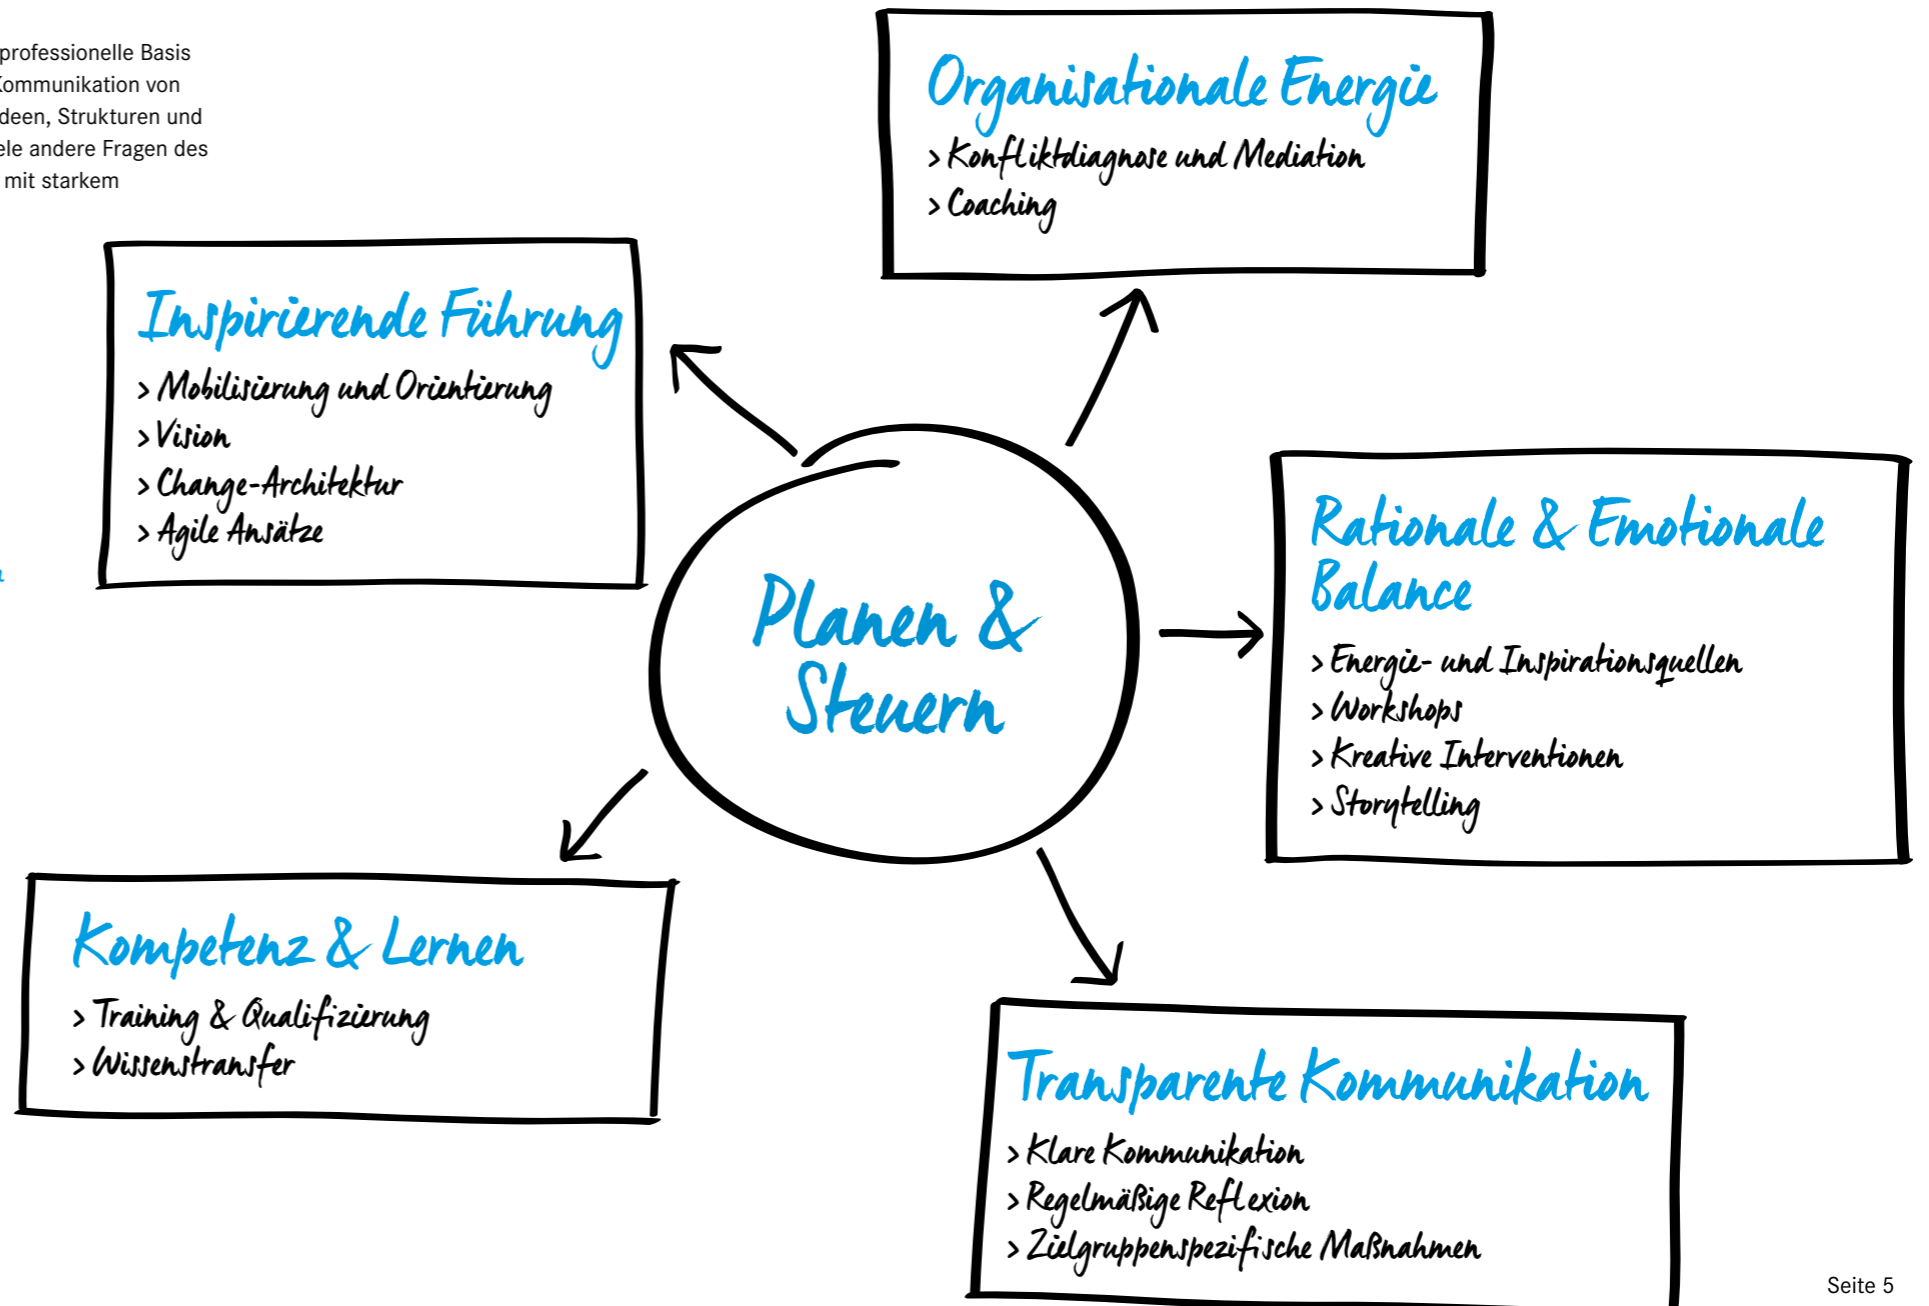 professionelle Basis
Kommunikation von
deen, Strukturen und
ele andere Fragen des
mit starkem
Organisationale Energie
> Konfliktdiagnose und Mediation
> Coaching
Inspirierende Führung
> Mobilisierung und Orientierung
> Vision
> Change-Architektur
> Agile Ansätze
Planen &
Steuern
Rationale & Emotionale
Balance
> Energie- und Inspirationsquellen
> Workshops
> Kreative Interventionen
> Storytelling
Kompetenz & Lernen
> Training & Qualifizierung
> Wissenstransfer
Transparente Kommunikation
> Klare Kommunikation
> Regelmäßige Reflexion
> Zielgruppenspezifische Maßnahmen
Seite 5